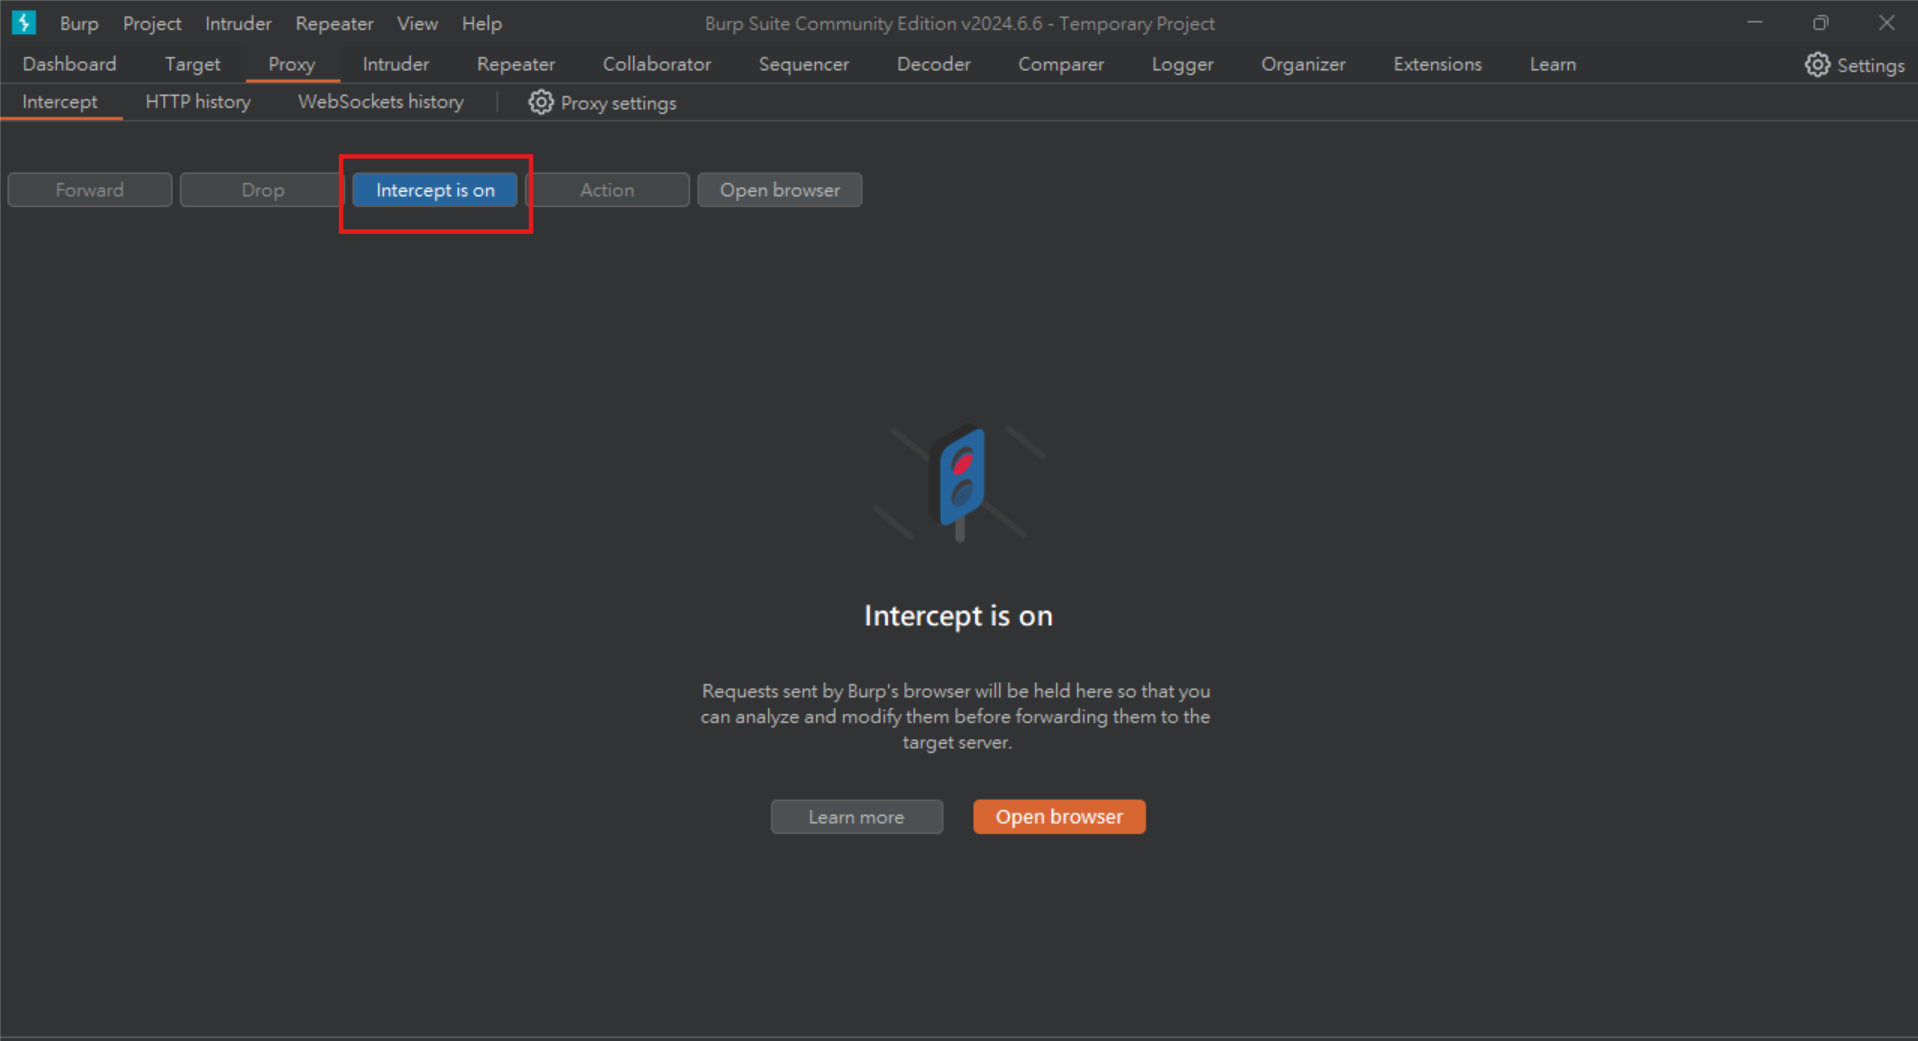 Burp Project Intruder Repeater View Help Burp Suite Community Edition v2024.6.6 - Temporary Project
Dashboard Target Proxy Intruder Repeater Collaborator Sequencer Decoder Comparer Logger Organizer Extensions Learn Settings
Intercept HTTP history WebSockets history Proxy settings
Forward Drop Intercept is on Action Open browser
Intercept is on
Requests sent by Burp's browser will be held here so that you
can analyze and modify them before forwarding them to the
target server.
Learn more Open browser